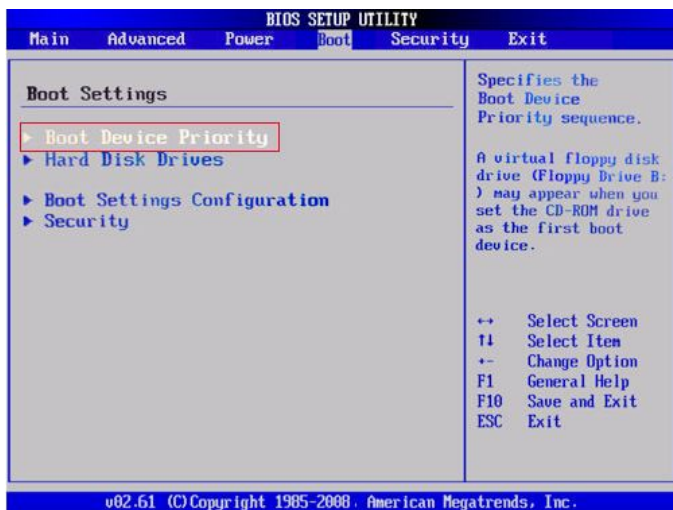 BIOS SETUP UTILITY
Main Advanced Power Boot Security Exit
Boot Settings
▶ Boot Device Priority
▶ Hard Disk Drives
▶ Boot Settings Configuration
▶ Security
Specifies the
Boot Device
Priority sequence.
A virtual floppy disk
drive (Floppy Drive B:
) may appear when you
set the CD-ROM drive
as the first boot
device.
↔ Select Screen
↑↓ Select Item
+- Change Option
F1 General Help
F10 Save and Exit
ESC Exit
v02.61 (C)Copyright 1985-2008, American Megatrends, Inc.